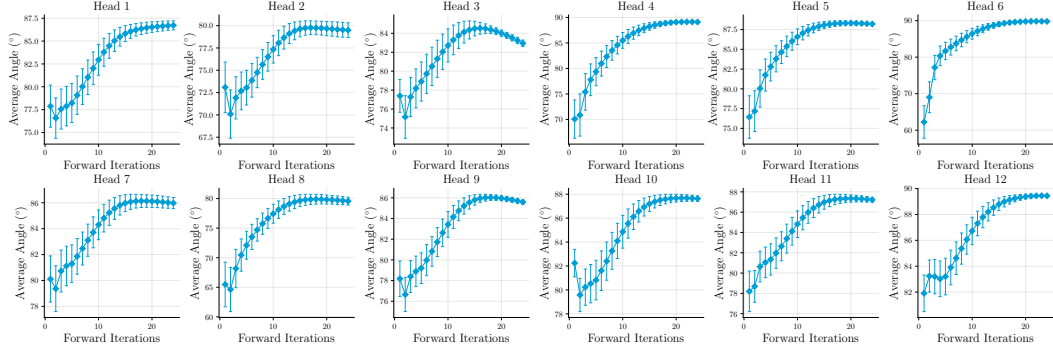 Head 1
Average Angle (°)
87.5
85.0
82.5
80.0
77.5
75.0
0
10
20
Forward Iterations
Head 2
Average Angle (°)
80.0
77.5
75.0
72.5
70.0
67.5
0
10
20
Forward Iterations
Head 3
Average Angle (°)
84
82
80
78
76
74
0
10
20
Forward Iterations
Head 4
Average Angle (°)
90
85
80
75
70
0
10
20
Forward Iterations
Head 5
Average Angle (°)
87.5
85.0
82.5
80.0
77.5
75.0
0
10
20
Forward Iterations
Head 6
Average Angle (°)
90
80
70
60
0
10
20
Forward Iterations
Head 7
Average Angle (°)
86
84
82
80
78
0
10
20
Forward Iterations
Head 8
Average Angle (°)
80
75
70
65
60
0
10
20
Forward Iterations
Head 9
Average Angle (°)
86
84
82
80
78
76
0
10
20
Forward Iterations
Head 10
Average Angle (°)
88
86
84
82
80
78
0
10
20
Forward Iterations
Head 11
Average Angle (°)
88
86
84
82
80
78
76
0
10
20
Forward Iterations
Head 12
Average Angle (°)
90
88
86
84
82
0
10
20
Forward Iterations